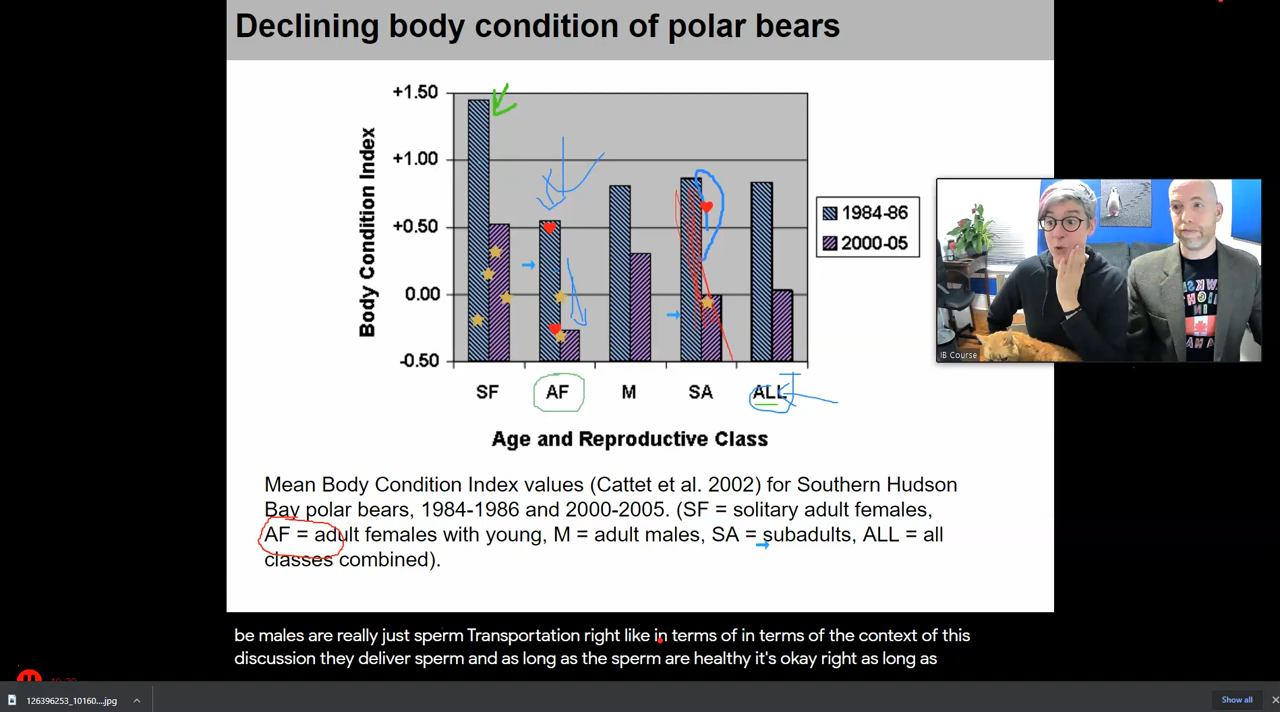 Declining body condition of polar bears
+1.50
+1.00
+0.50
0.00
-0.50
Body Condition Index
SF AF M SA ALL
Age and Reproductive Class
1984-86
2000-05
IB Course
Mean Body Condition Index values (Cattet et al. 2002) for Southern Hudson
Bay polar bears, 1984-1986 and 2000-2005. (SF = solitary adult females,
AF = adult females with young, M = adult males, SA = subadults, ALL = all
classes combined).
be males are really just sperm Transportation right like in terms of in terms of the context of this
discussion they deliver sperm and as long as the sperm are healthy it's okay right as long as
126396253_10160....jpg
Show all